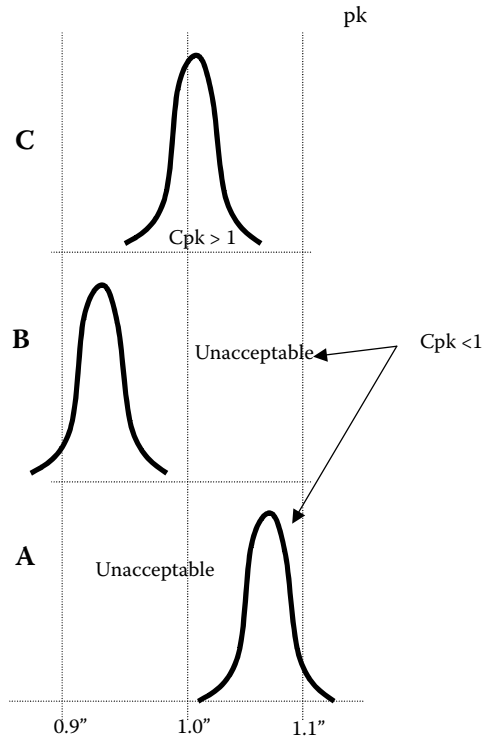 pk
C
Cpk > 1
B
Unacceptable
Cpk <1
A
Unacceptable
0.9” 1.0” 1.1”